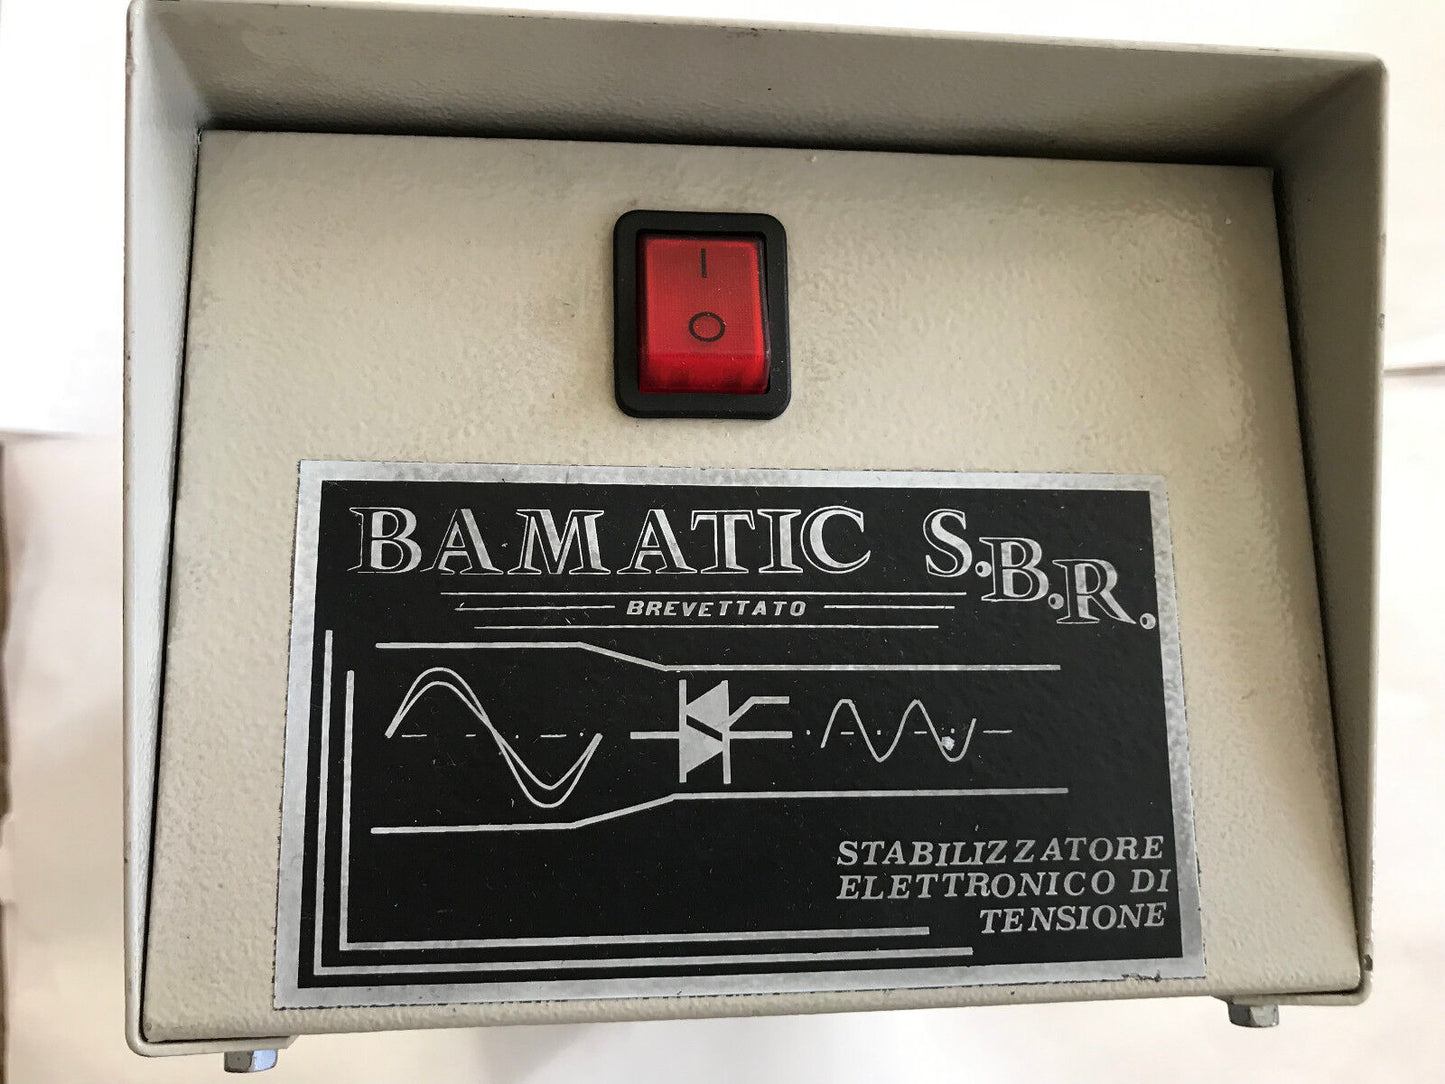 I
O
BAMATIC S.B.R.
BREVETTATO
STABILIZZATORE
ELETTRONICO DI
TENSIONE